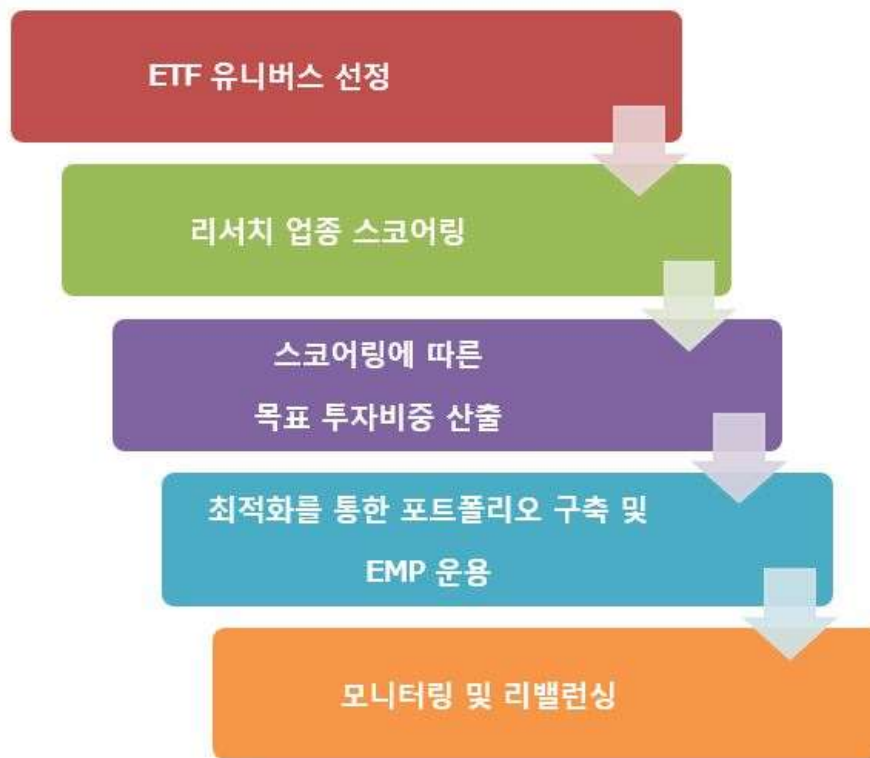 ETF 유니버스 선정
리서치 업종 스코어링
스코어링에 따른
목표 투자비중 산출
최적화를 통한 포트폴리오 구축 및
EMP 운용
모니터링 및 리밸런싱